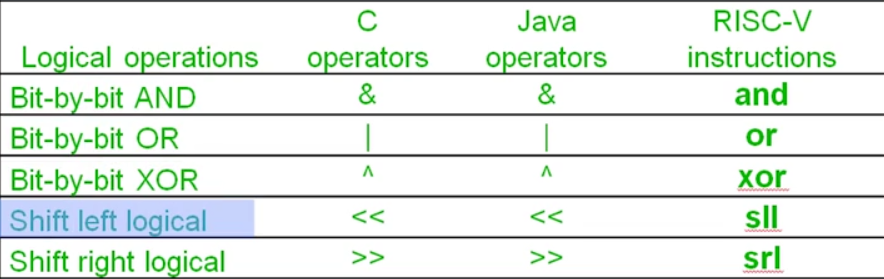 C Java RISC-V
Logical operations operators operators instructions
Bit-by-bit AND & & and
Bit-by-bit OR | | or
Bit-by-bit XOR ^ ^ xor
Shift left logical << << sll
Shift right logical >> >> srl